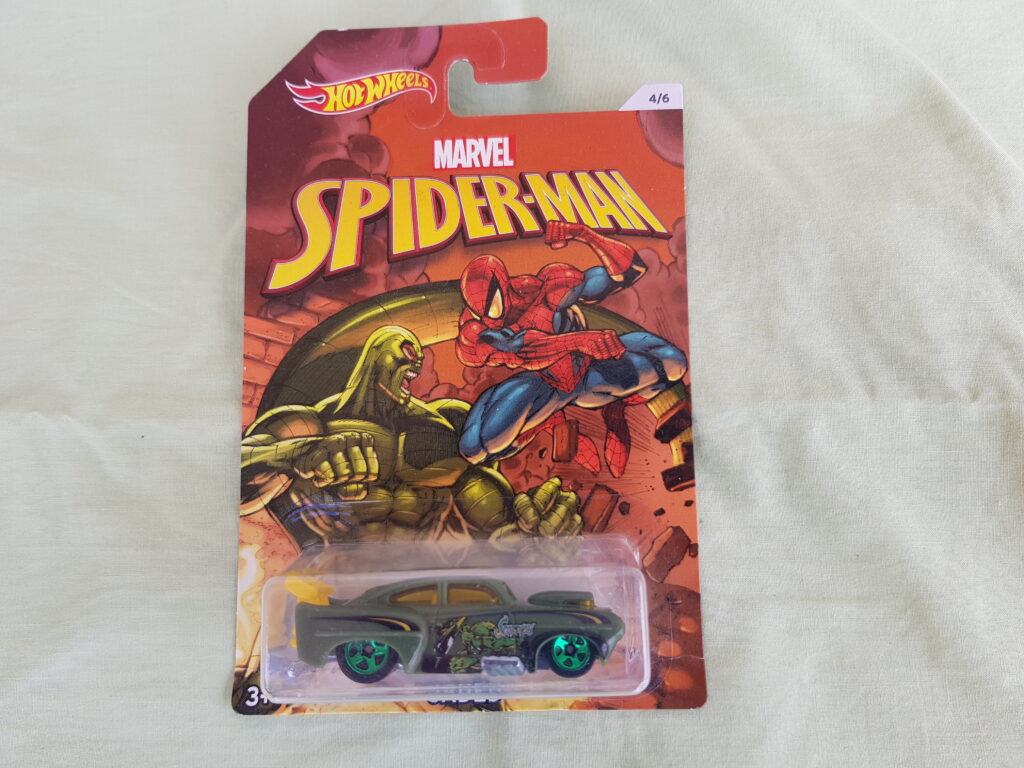 HOT WHEELS
4/6
MARVEL
SPIDER-MAN
3+